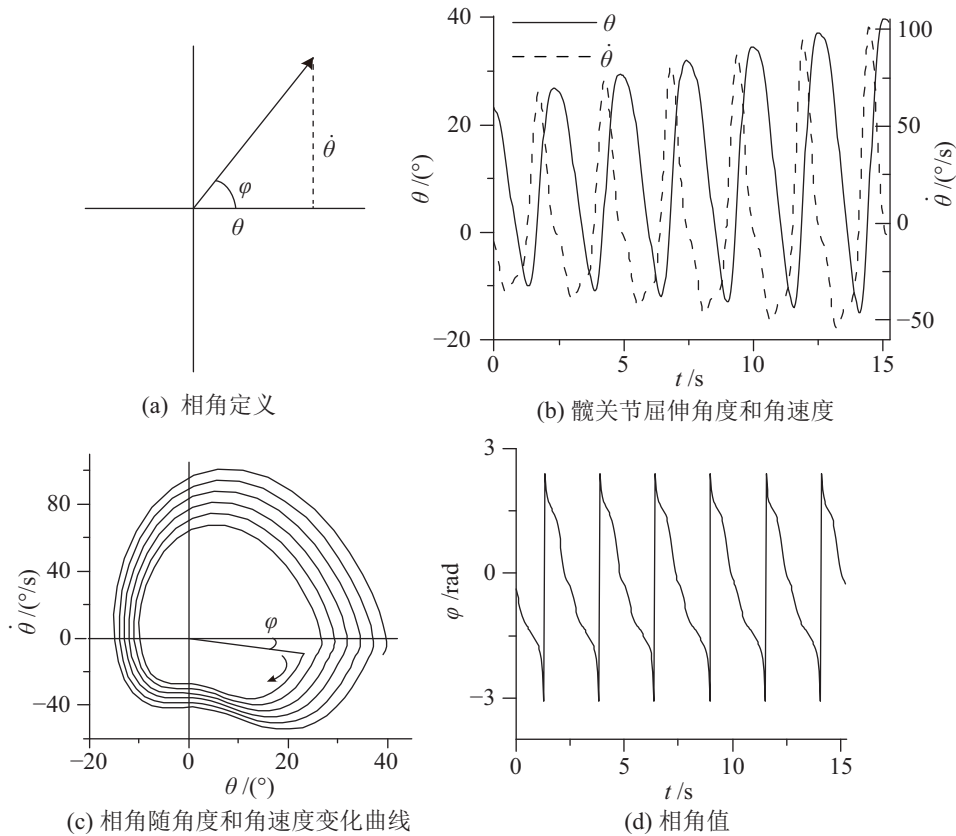 θ̇
φ
θ
(a) 相角定义
θ
θ̇
40
20
0
−20
θ /(°)
100
50
0
−50
θ̇ /(°/s)
0
5
10
15
t /s
(b) 髋关节屈伸角度和角速度
80
40
0
−40
θ̇ /(°/s)
φ
−20
0
20
40
θ /(°)
(c) 相角随角度和角速度变化曲线
3
0
−3
φ /rad
0
5
10
15
t /s
(d) 相角值